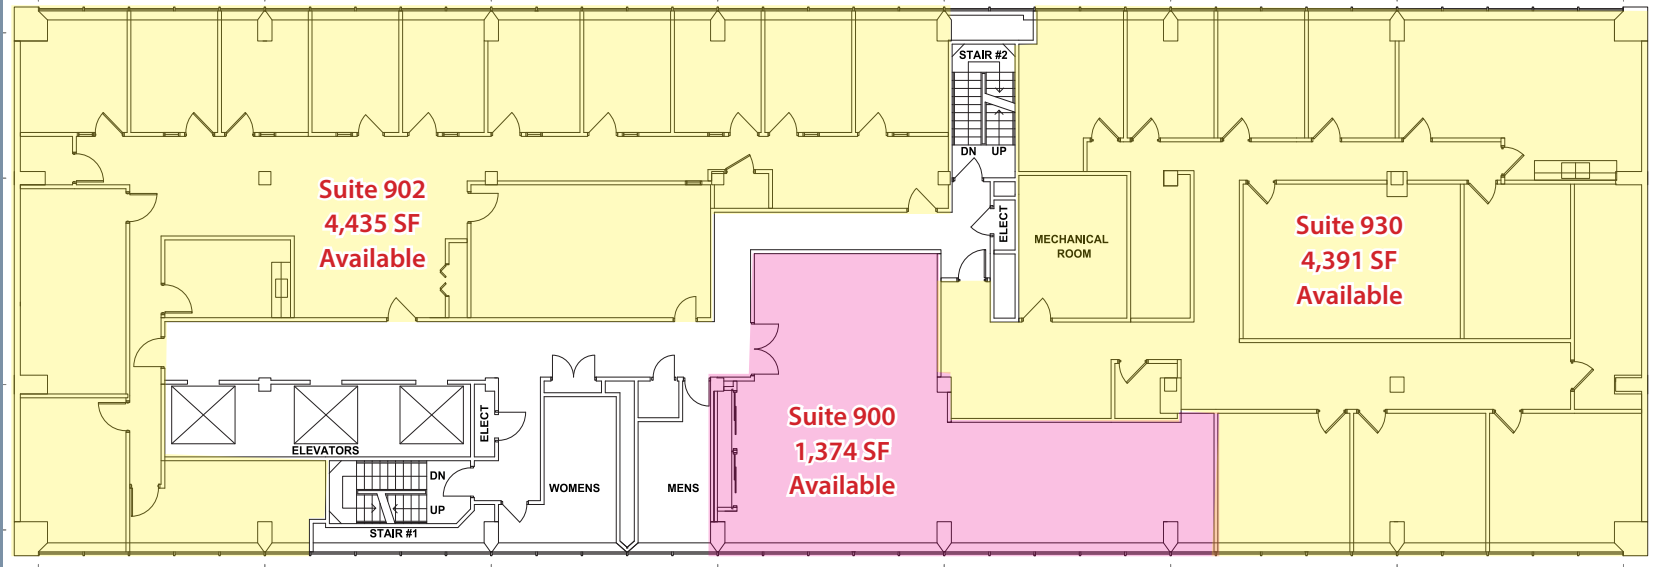 STAIR #2
DN UP
Suite 902
4,435 SF
Available
ELECT
MECHANICAL
ROOM
Suite 930
4,391 SF
Available
ELEVATORS
ELECT
DN
UP
STAIR #1
WOMENS
MENS
Suite 900
1,374 SF
Available